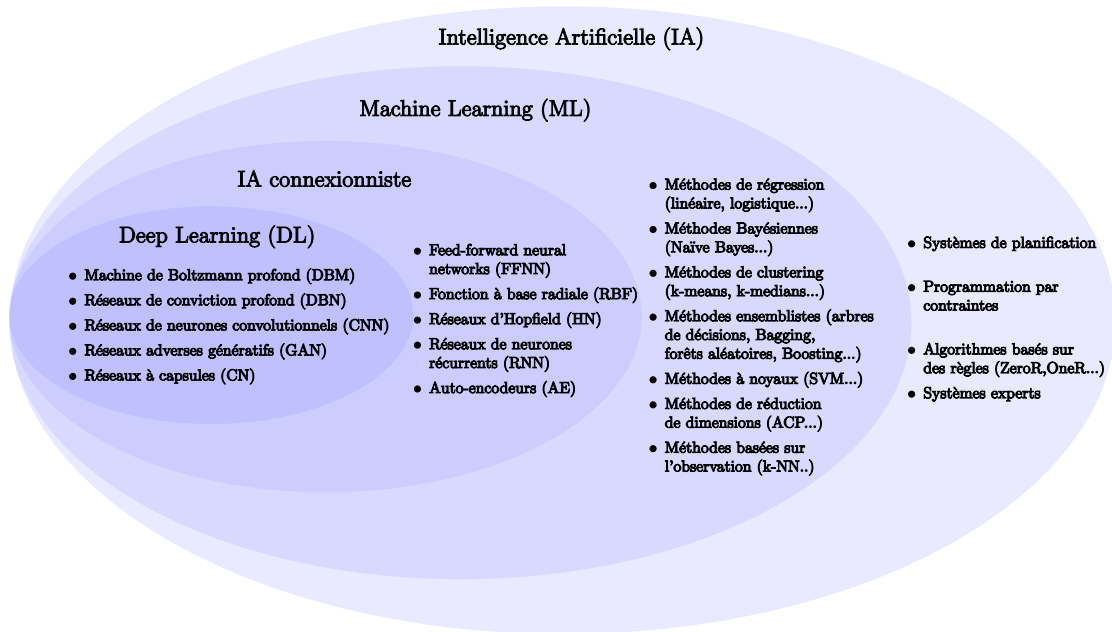 Intelligence Artificielle (IA)
Machine Learning (ML)
IA connexionniste
Deep Learning (DL)
• Machine de Boltzmann profond (DBM)
• Réseaux de conviction profond (DBN)
• Réseaux de neurones convolutionnels (CNN)
• Réseaux adverses génératifs (GAN)
• Réseaux à capsules (CN)
• Feed-forward neural
networks (FFNN)
• Fonction à base radiale (RBF)
• Réseaux d'Hopfield (HN)
• Réseaux de neurones
récurrents (RNN)
• Auto-encodeurs (AE)
• Méthodes de régression
(linéaire, logistique...)
• Méthodes Bayésiennes
(Naïve Bayes...)
• Méthodes de clustering
(k-means, k-medians...)
• Méthodes ensemblistes (arbres
de décisions, Bagging,
forêts aléatoires, Boosting...)
• Méthodes à noyaux (SVM...)
• Méthodes de réduction
de dimensions (ACP...)
• Méthodes basées sur
l'observation (k-NN..)
• Systèmes de planification
• Programmation par
contraintes
• Algorithmes basés sur
des règles (ZeroR,OneR...)
• Systèmes experts